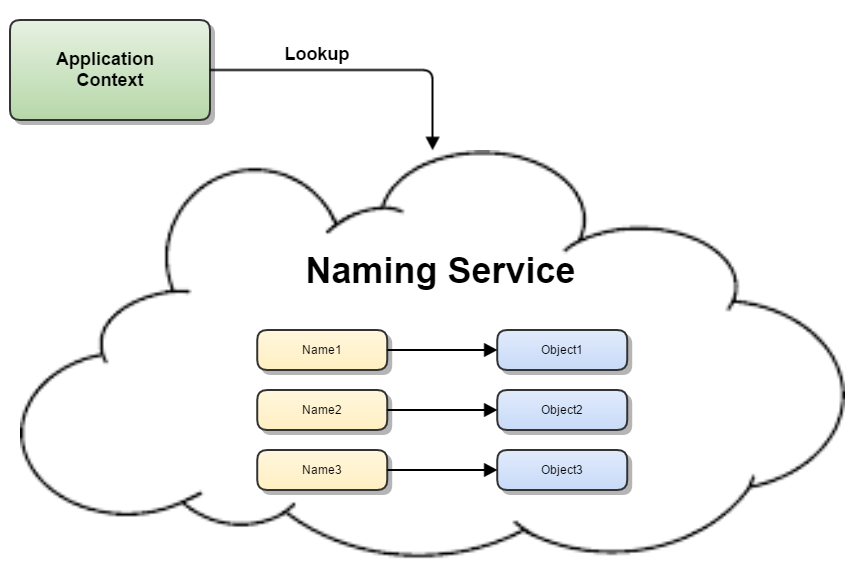 Lookup
Application
Context
Naming Service
Name1
Object1
Name2
Object2
Name3
Object3